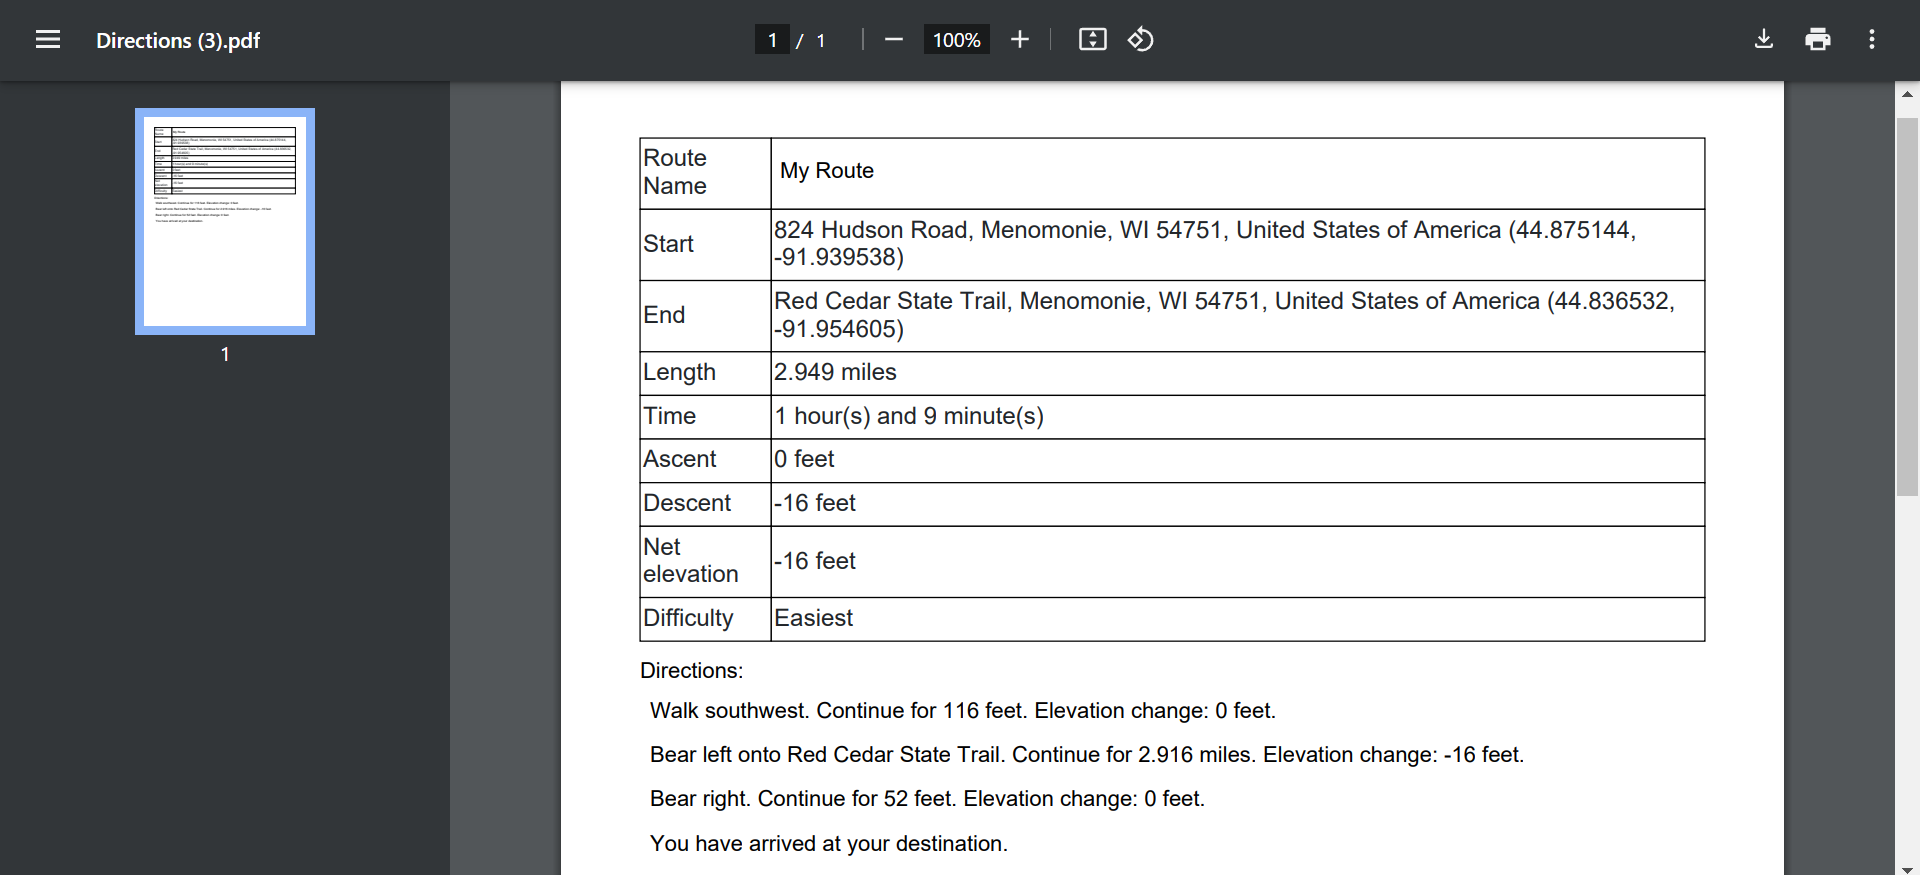 Directions (3).pdf
1 / 1
100%
1
Route
Name
My Route
Start
824 Hudson Road, Menomonie, WI 54751, United States of America (44.875144,
-91.939538)
End
Red Cedar State Trail, Menomonie, WI 54751, United States of America (44.836532,
-91.954605)
Length
2.949 miles
Time
1 hour(s) and 9 minute(s)
Ascent
0 feet
Descent
-16 feet
Net
elevation
-16 feet
Difficulty
Easiest
Directions:
Walk southwest. Continue for 116 feet. Elevation change: 0 feet.
Bear left onto Red Cedar State Trail. Continue for 2.916 miles. Elevation change: -16 feet.
Bear right. Continue for 52 feet. Elevation change: 0 feet.
You have arrived at your destination.